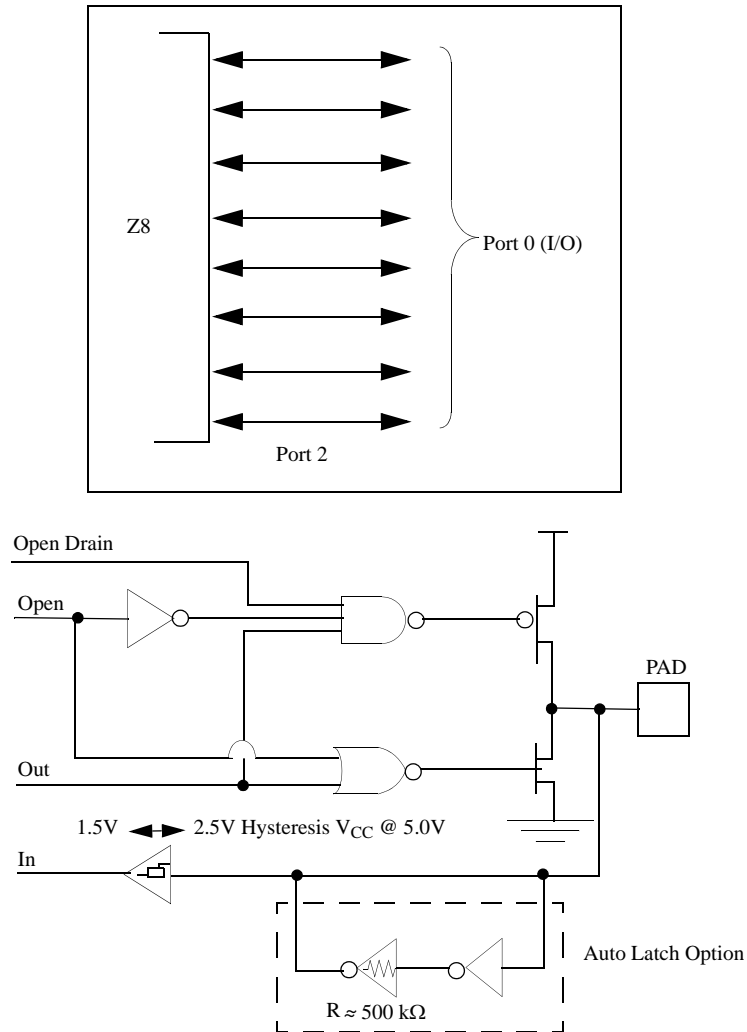 Z8
Port 0 (I/O)
Port 2
Open Drain
Open
PAD
Out
1.5V 2.5V Hysteresis VCC @ 5.0V
In
Auto Latch Option
R ≈ 500 kΩ